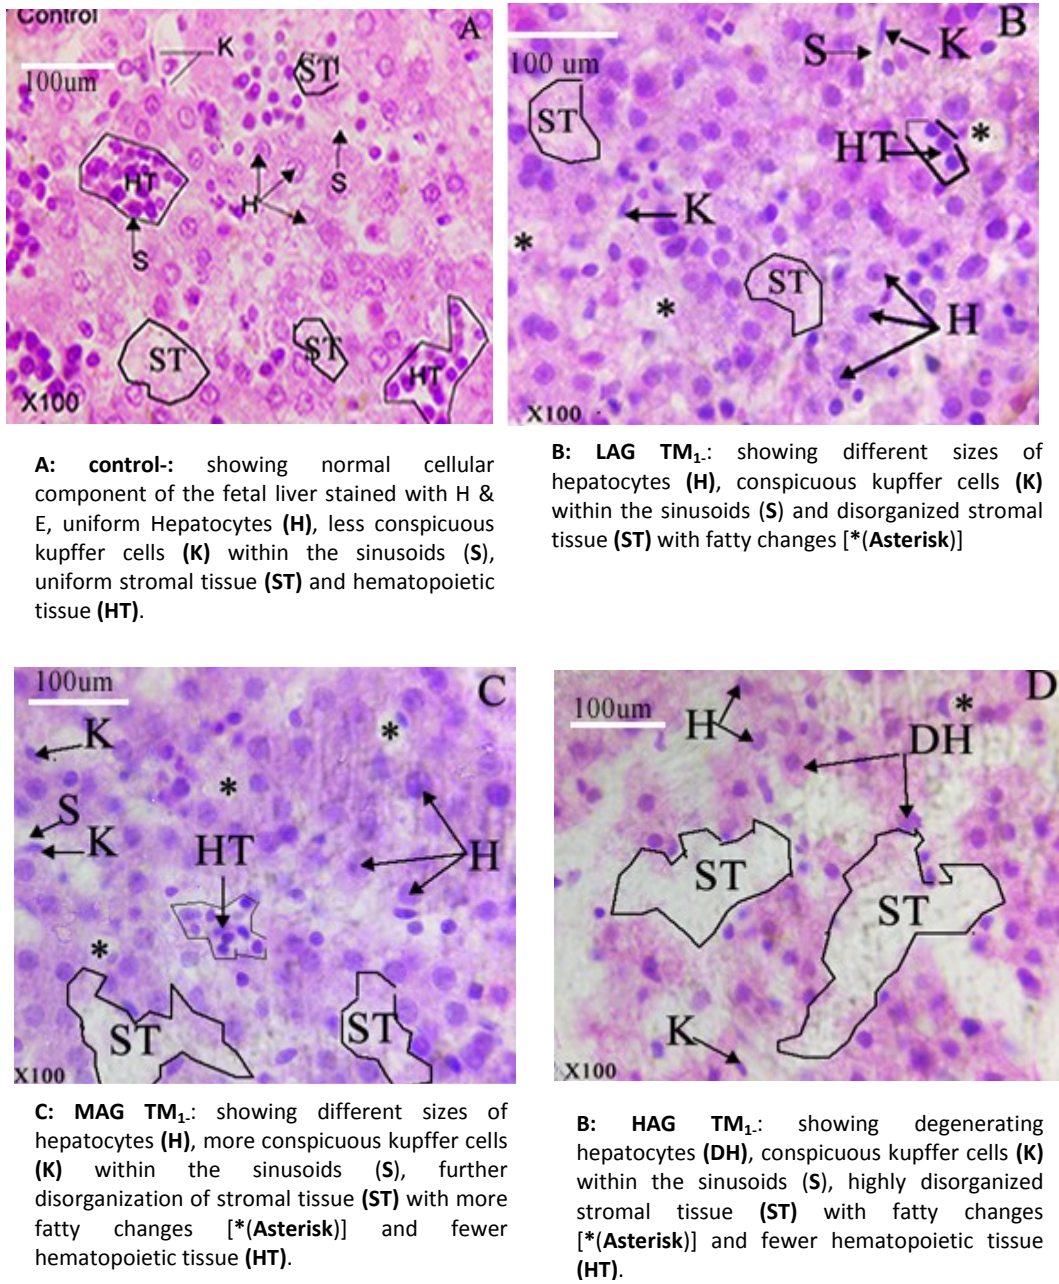 Control
A
K
ST
100um
HT
S
H
S
ST
ST
HT
X100
B
S
K
100 um
ST
HT
*
K
*
ST
*
H
X100
A: control-: showing normal cellular
component of the fetal liver stained with H &
E, uniform Hepatocytes (H), less conspicuous
kupffer cells (K) within the sinusoids (S),
uniform stromal tissue (ST) and hematopoietic
tissue (HT).
B: LAG TM1-: showing different sizes of
hepatocytes (H), conspicuous kupffer cells (K)
within the sinusoids (S) and disorganized stromal
tissue (ST) with fatty changes [*(Asterisk)]
100um
C
K
*
*
S
K
HT
H
*
ST
ST
X100
D
100um
H
*
DH
ST
ST
K
X100
C: MAG TM1-: showing different sizes of
hepatocytes (H), more conspicuous kupffer cells
(K) within the sinusoids (S), further
disorganization of stromal tissue (ST) with more
fatty changes [*(Asterisk)] and fewer
hematopoietic tissue (HT).
B: HAG TM1-: showing degenerating
hepatocytes (DH), conspicuous kupffer cells (K)
within the sinusoids (S), highly disorganized
stromal tissue (ST) with fatty changes
[*(Asterisk)] and fewer hematopoietic tissue
(HT).